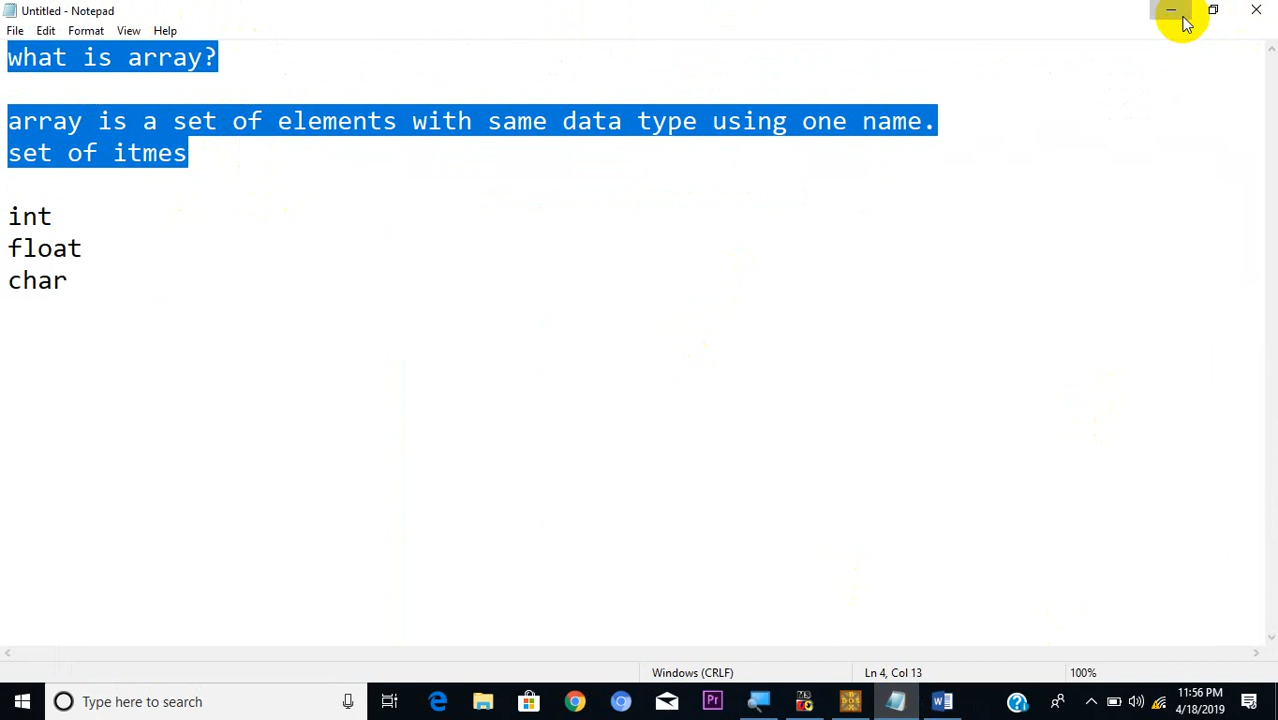 Untitled - Notepad
File Edit Format View Help
what is array?
array is a set of elements with same data type using one name.
set of itmes
int
float
char
Windows (CRLF) Ln 4, Col 13 100%
Type here to search
Pr
?
11:56 PM
4/18/2019